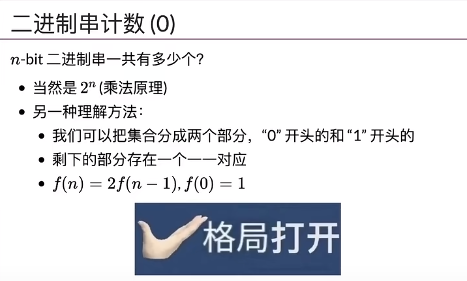 二进制串计数 (0)
n-bit 二进制串一共有多少个?
• 当然是 2ⁿ (乘法原理)
• 另一种理解方法:
• 我们可以把集合分成两个部分，“0” 开头的和 “1” 开头的
• 剩下的部分存在一个一一对应
• f(n) = 2f(n − 1), f(0) = 1
格局打开